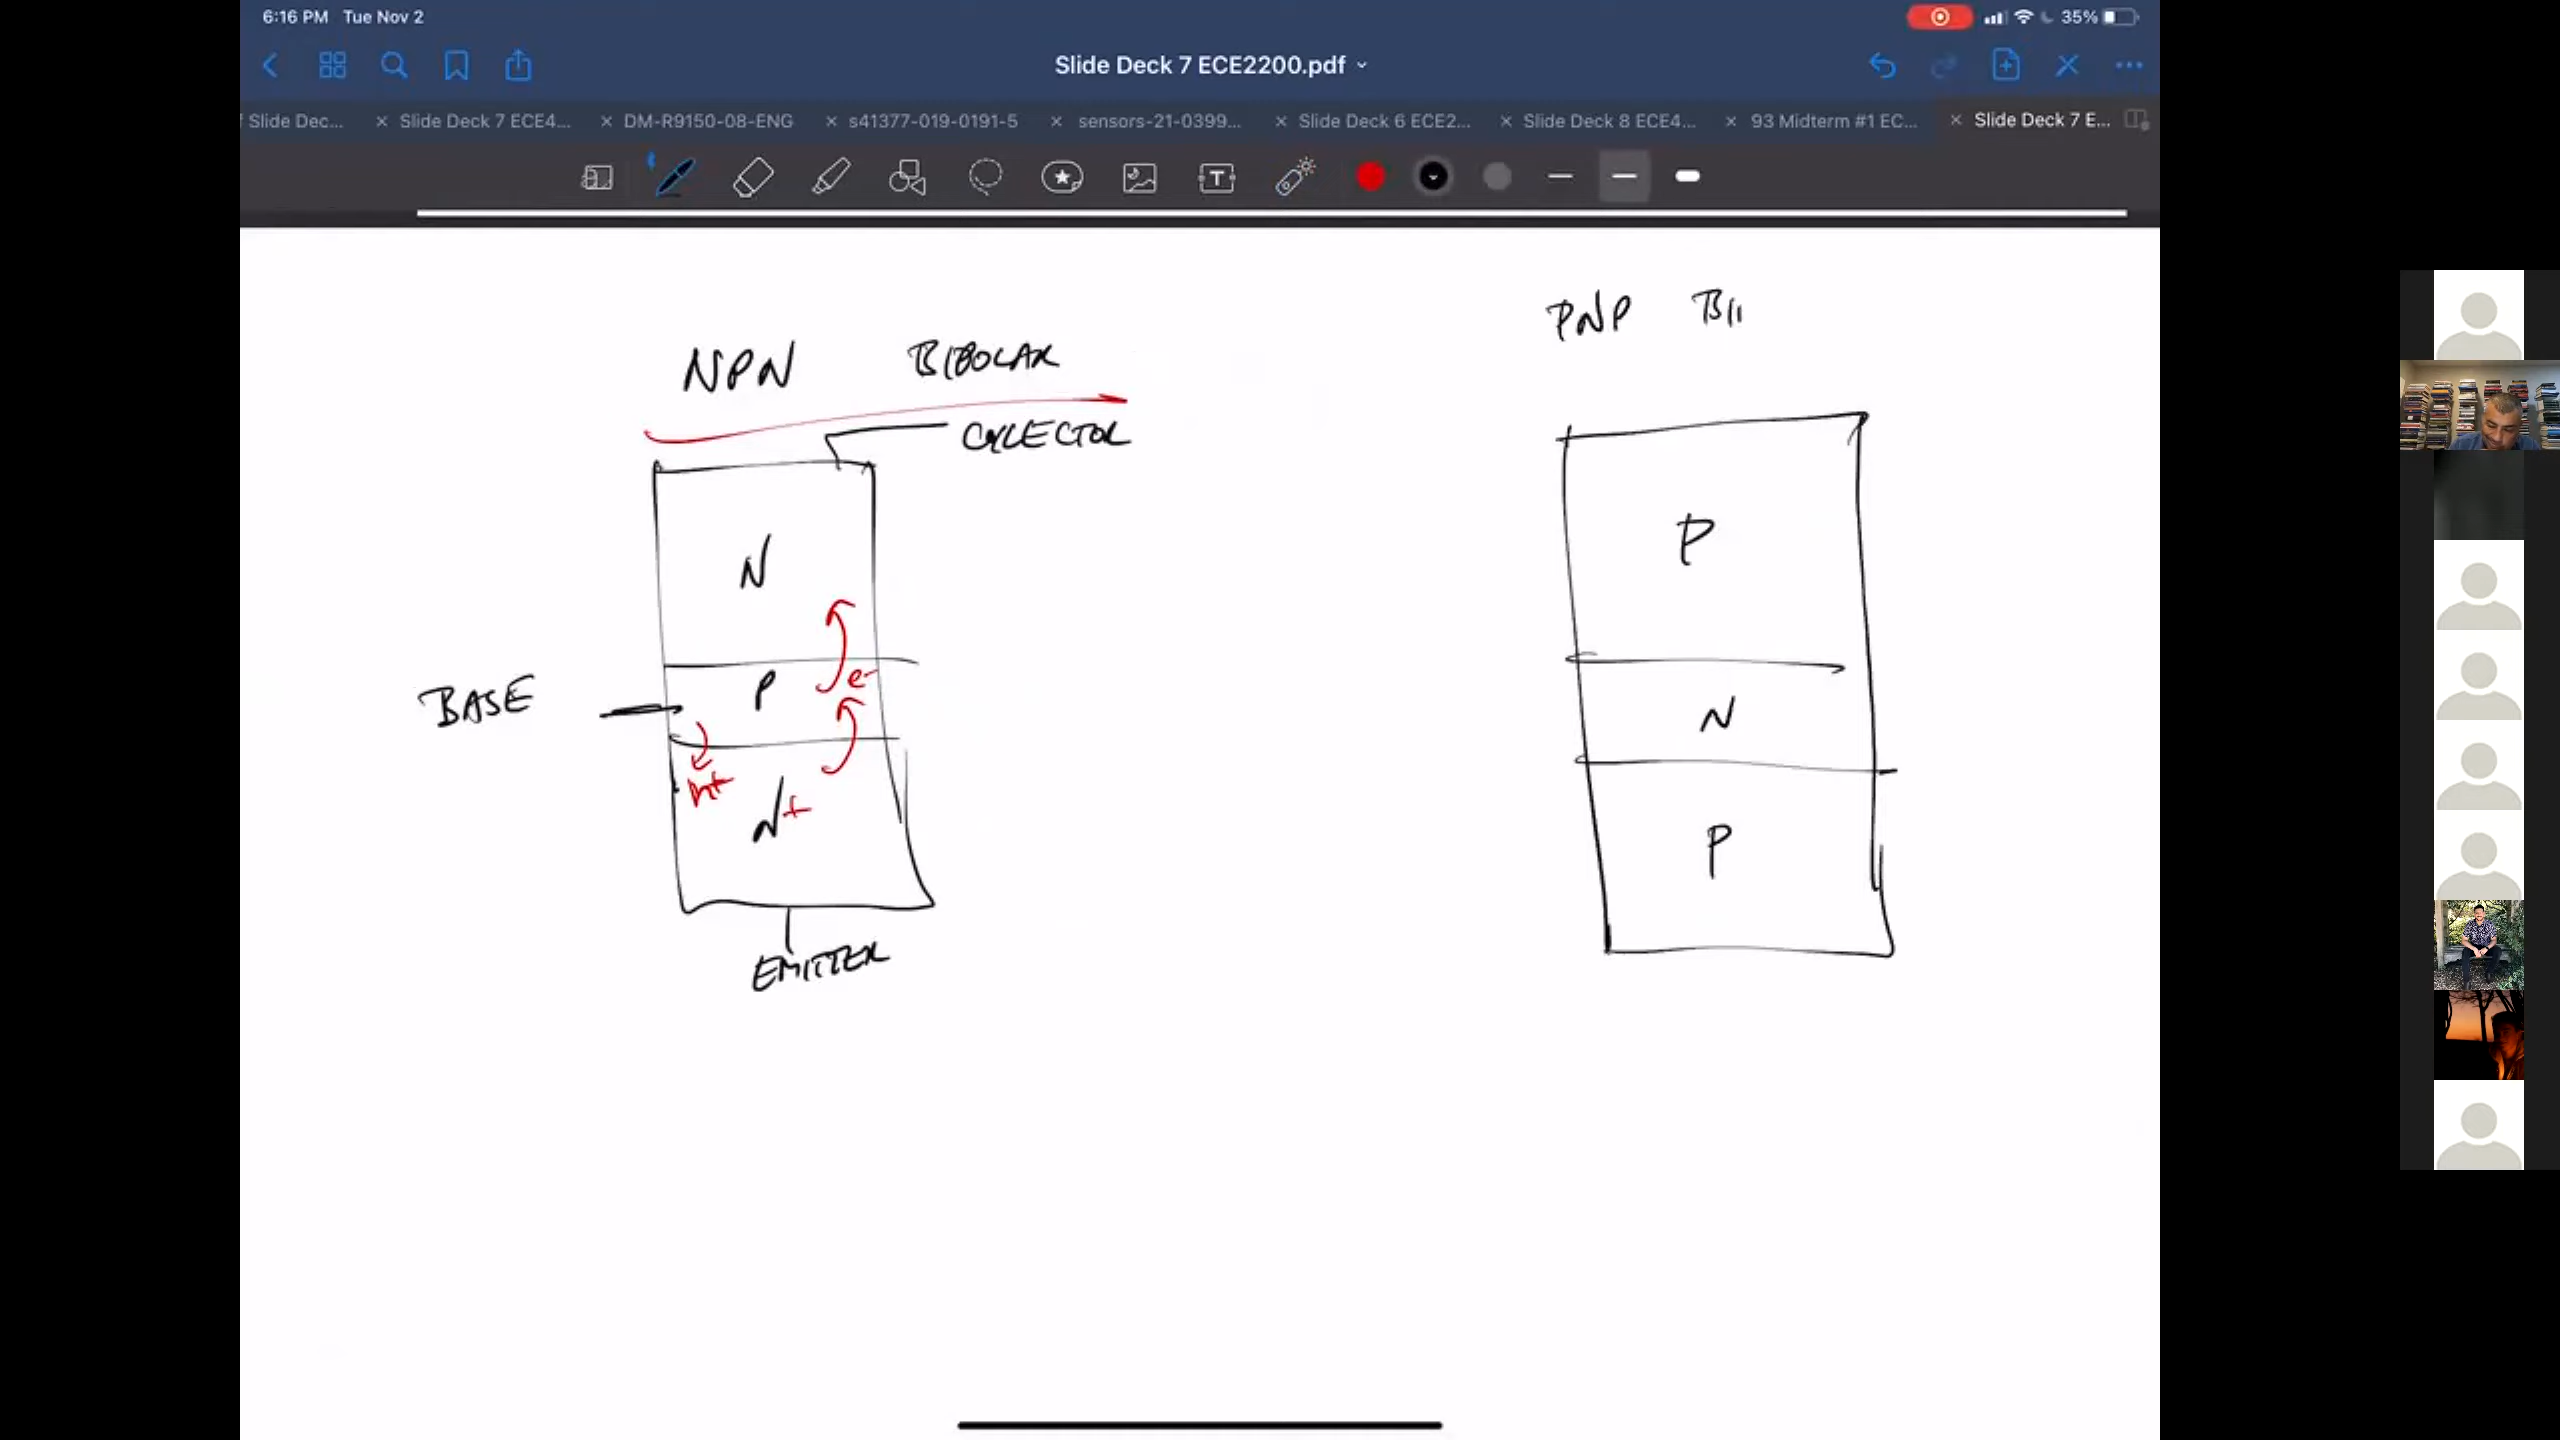 6:16 PM Tue Nov 2
35%
Slide Deck 7 ECE2200.pdf
f Slide Dec...
Slide Deck 7 ECE4...
DM-R9150-08-ENG
s41377-019-0191-5
sensors-21-0399...
Slide Deck 6 ECE2...
Slide Deck 8 ECE4...
93 Midterm #1 EC...
Slide Deck 7 E...
T
NPN BIPOLAR
COLLECTOR
N
BASE
P
e-
h+
N+
EMITTER
PNP
P
N
P